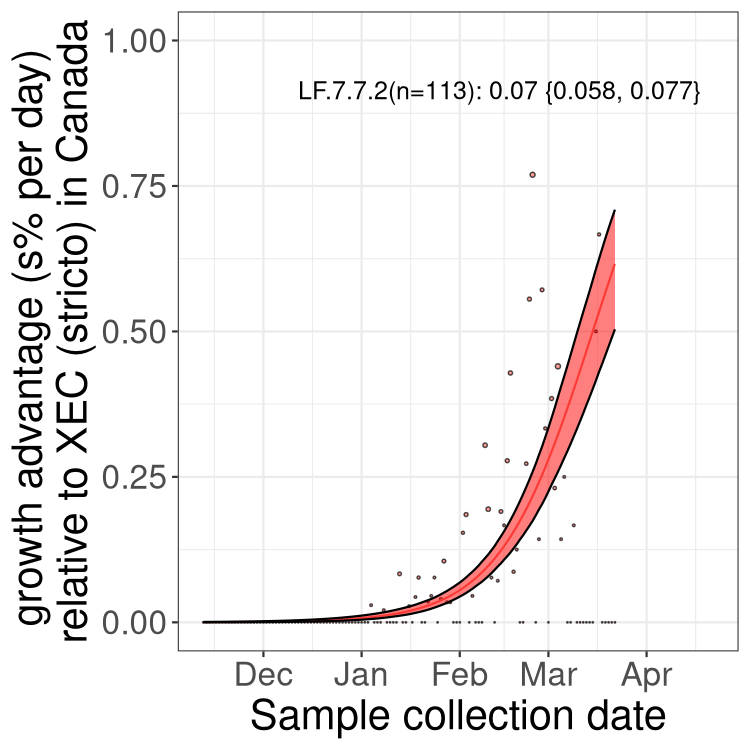 growth advantage (s% per day)
relative to XEC (stricto) in Canada
1.00
0.75
0.50
0.25
0.00
LF.7.7.2(n=113): 0.07 {0.058, 0.077}
Dec Jan Feb Mar Apr
Sample collection date